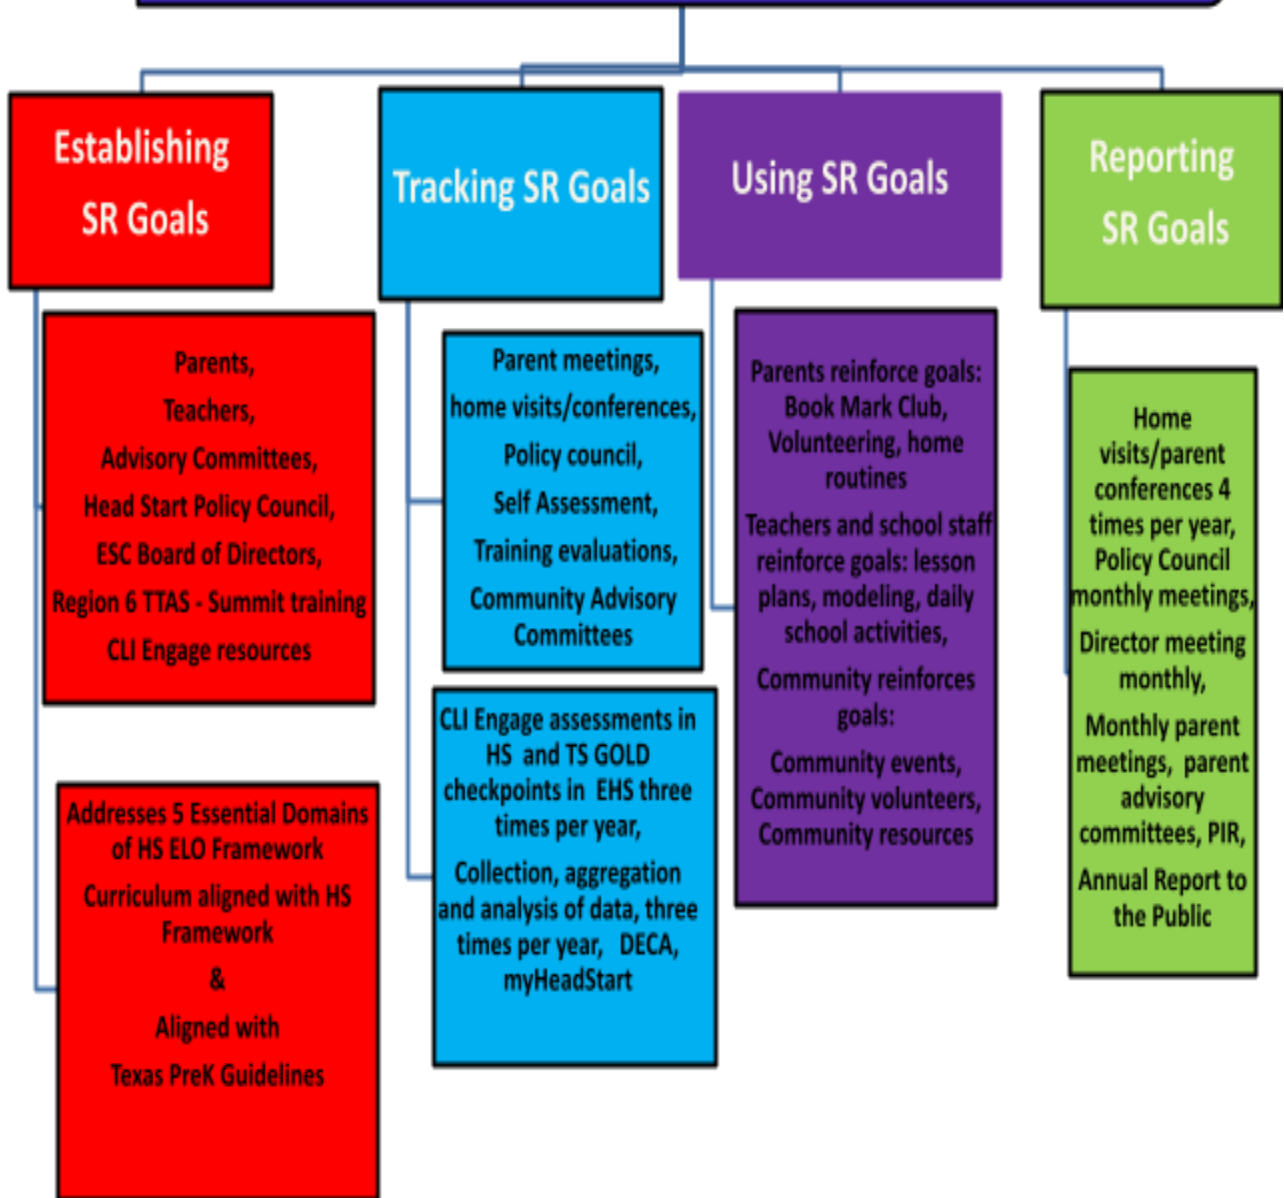 Establishing
SR Goals
Parents,
Teachers,
Advisory Committees,
Head Start Policy Council,
ESC Board of Directors,
Region 6 TTAS - Summit training
CLI Engage resources
Addresses 5 Essential Domains
of HS ELO Framework
Curriculum aligned with HS
Framework
&
Aligned with
Texas PreK Guidelines
Tracking SR Goals
Parent meetings,
home visits/conferences,
Policy council,
Self Assessment,
Training evaluations,
Community Advisory
Committees
CLI Engage assessments in
HS and TS GOLD
checkpoints in EHS three
times per year,
Collection, aggregation
and analysis of data, three
times per year, DECA,
myHeadStart
Using SR Goals
Parents reinforce goals:
Book Mark Club,
Volunteering, home
routines
Teachers and school staff
reinforce goals: lesson
plans, modeling, daily
school activities,
Community reinforces
goals:
Community events,
Community volunteers,
Community resources
Reporting
SR Goals
Home
visits/parent
conferences 4
times per year,
Policy Council
monthly meetings,
Director meeting
monthly,
Monthly parent
meetings, parent
advisory
committees, PIR,
Annual Report to
the Public